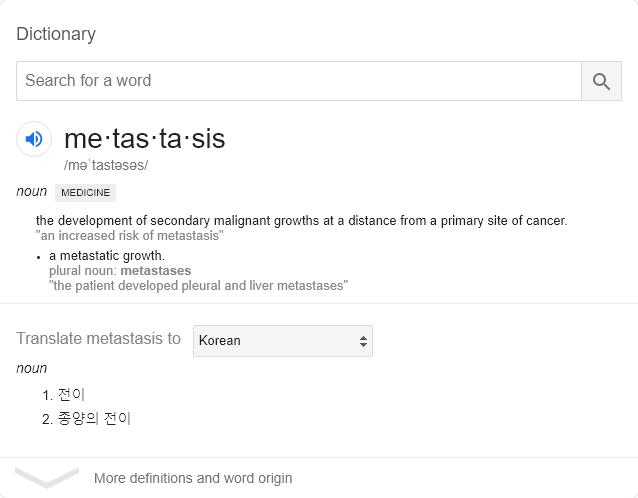 Dictionary
Search for a word
me·tas·ta·sis
/məˈtastəsəs/
noun MEDICINE
the development of secondary malignant growths at a distance from a primary site of cancer.
"an increased risk of metastasis"
• a metastatic growth.
plural noun: metastases
"the patient developed pleural and liver metastases"
Translate metastasis to Korean
noun
1. 전이
2. 종양의 전이
More definitions and word origin